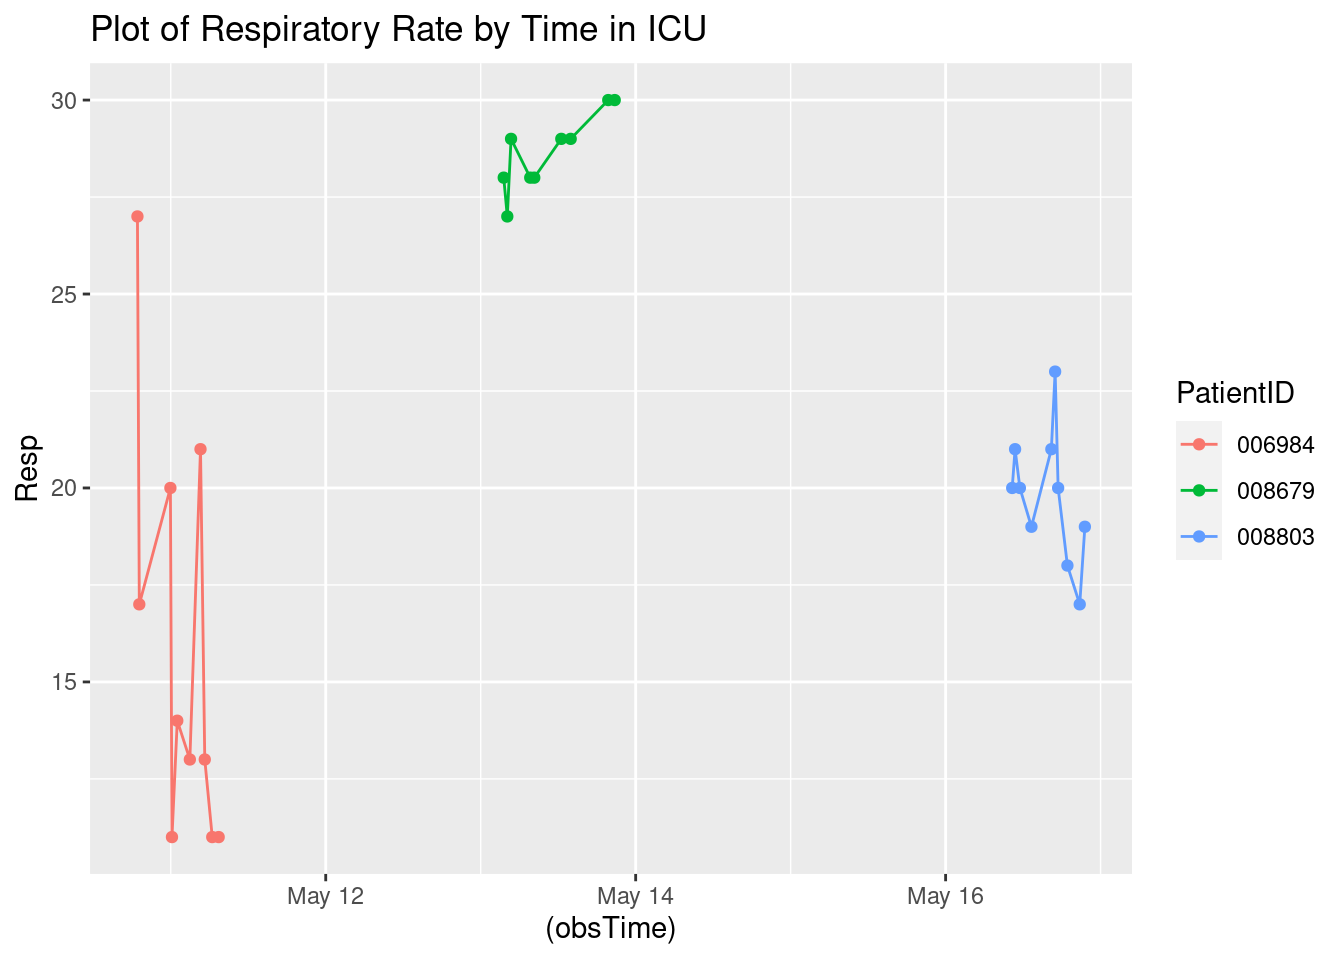 Plot of Respiratory Rate by Time in ICU
30
25
20
15
Resp
May 12
May 14
May 16
(obsTime)
PatientID
006984
008679
008803